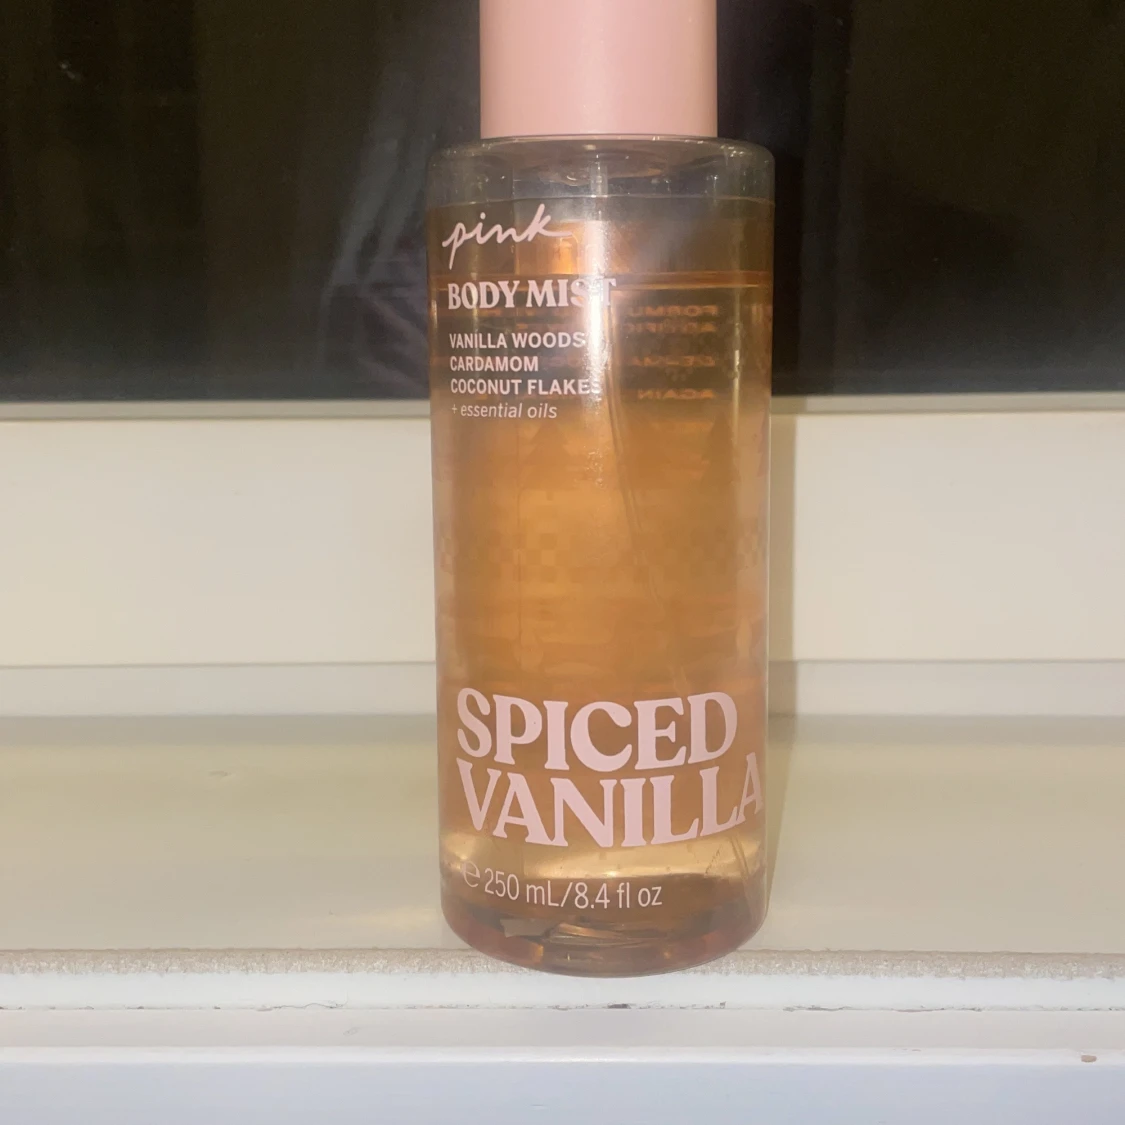 pink
BODY MIST
VANILLA WOODS
CARDAMOM
COCONUT FLAKES
+ essential oils
SPICED
VANILLA
℮ 250 mL/8.4 fl oz